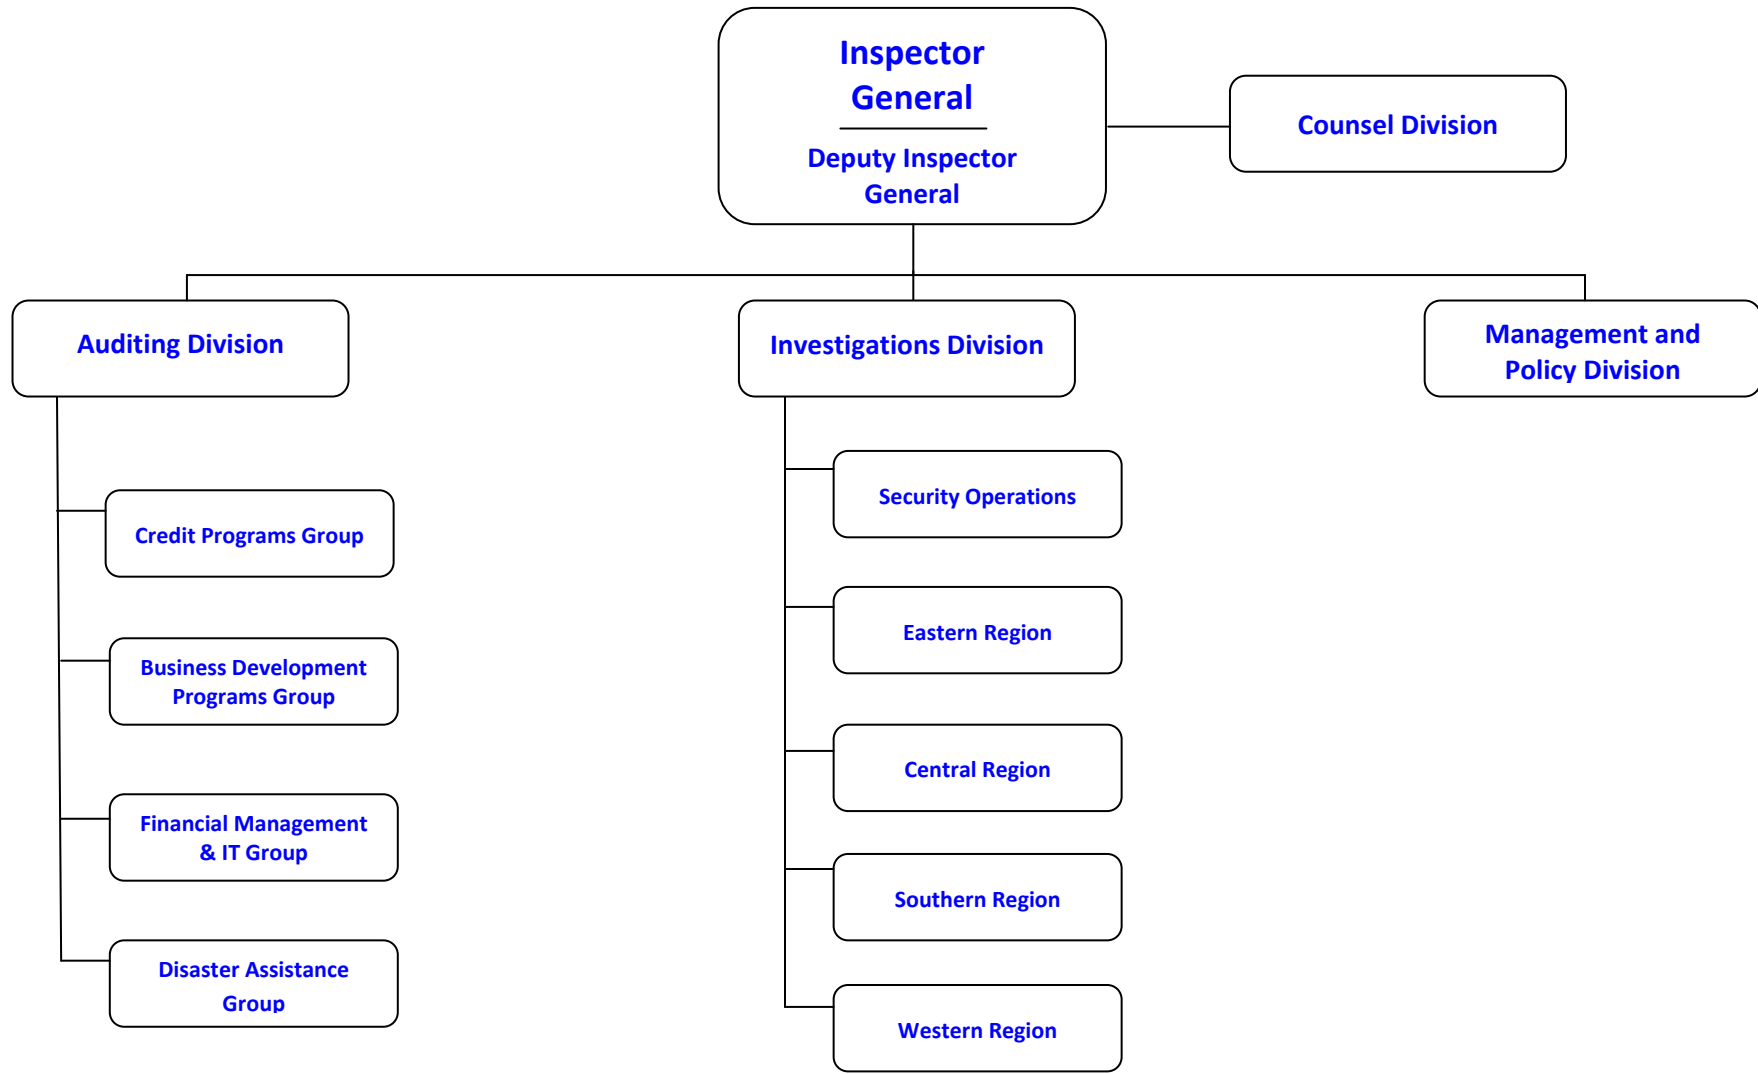 Inspector
General
Deputy Inspector
General
Counsel Division
Auditing Division
Investigations Division
Management and
Policy Division
Credit Programs Group
Business Development
Programs Group
Financial Management
& IT Group
Disaster Assistance
Group
Security Operations
Eastern Region
Central Region
Southern Region
Western Region